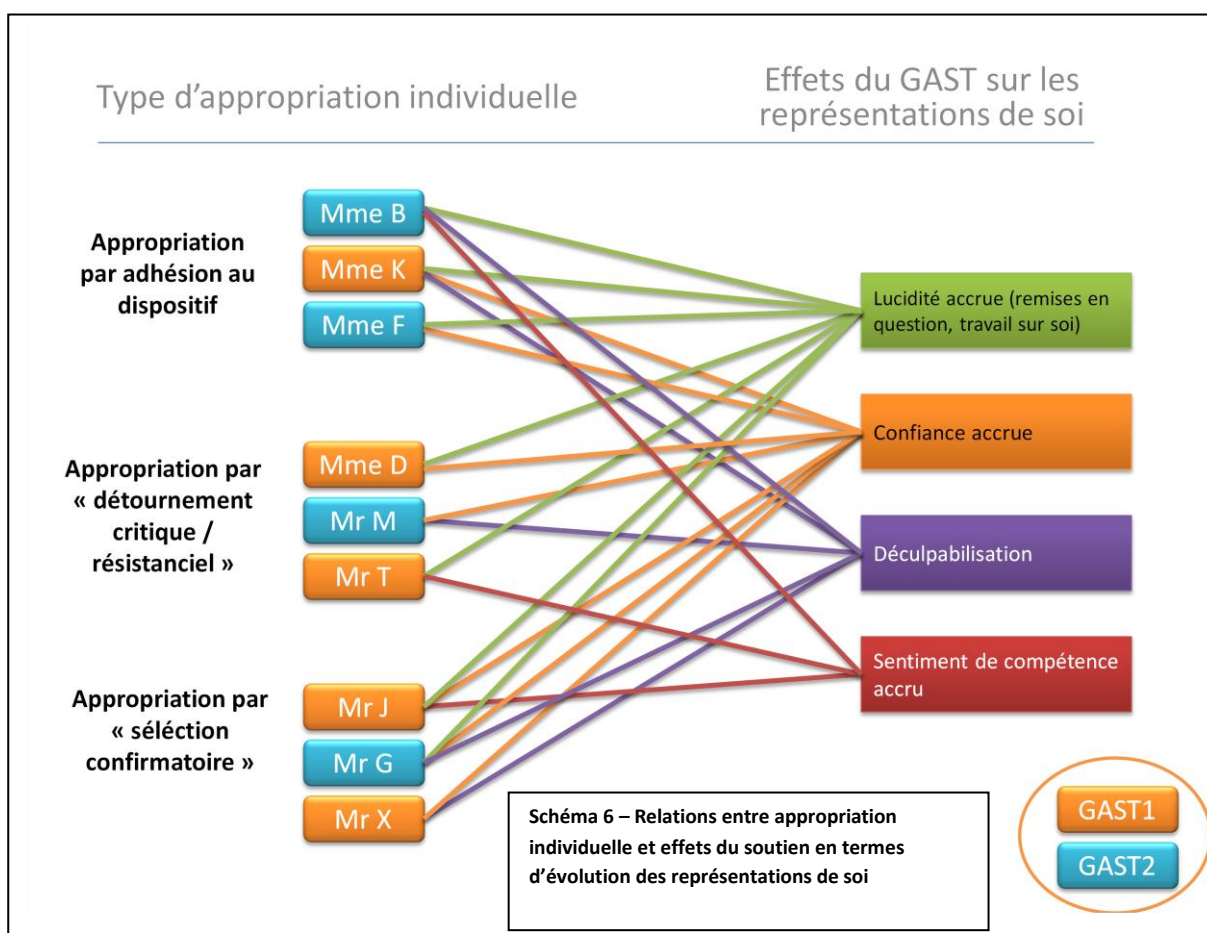 Type d’appropriation individuelle
Effets du GAST sur les
représentations de soi
Appropriation
par adhésion au
dispositif
Mme B
Mme K
Mme F
Appropriation par
« détournement
critique /
résistanciel »
Mme D
Mr M
Mr T
Appropriation par
« séléction
confirmatoire »
Mr J
Mr G
Mr X
Lucidité accrue (remises en
question, travail sur soi)
Confiance accrue
Déculpabilisation
Sentiment de compétence
accru
Schéma 6 – Relations entre appropriation
individuelle et effets du soutien en termes
d’évolution des représentations de soi
GAST1
GAST2